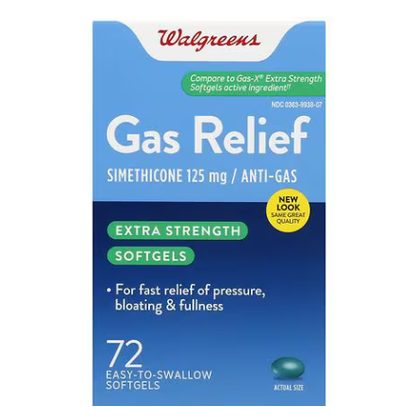 Walgreens
Compare to Gas-X® Extra Strength
Softgels active ingredient††
NDC 0363-9938-07
Gas Relief
SIMETHICONE 125 mg / ANTI-GAS
NEW
LOOK
SAME GREAT
QUALITY
EXTRA STRENGTH
SOFTGELS
• For fast relief of pressure,
bloating & fullness
72
EASY-TO-SWALLOW
SOFTGELS
ACTUAL SIZE